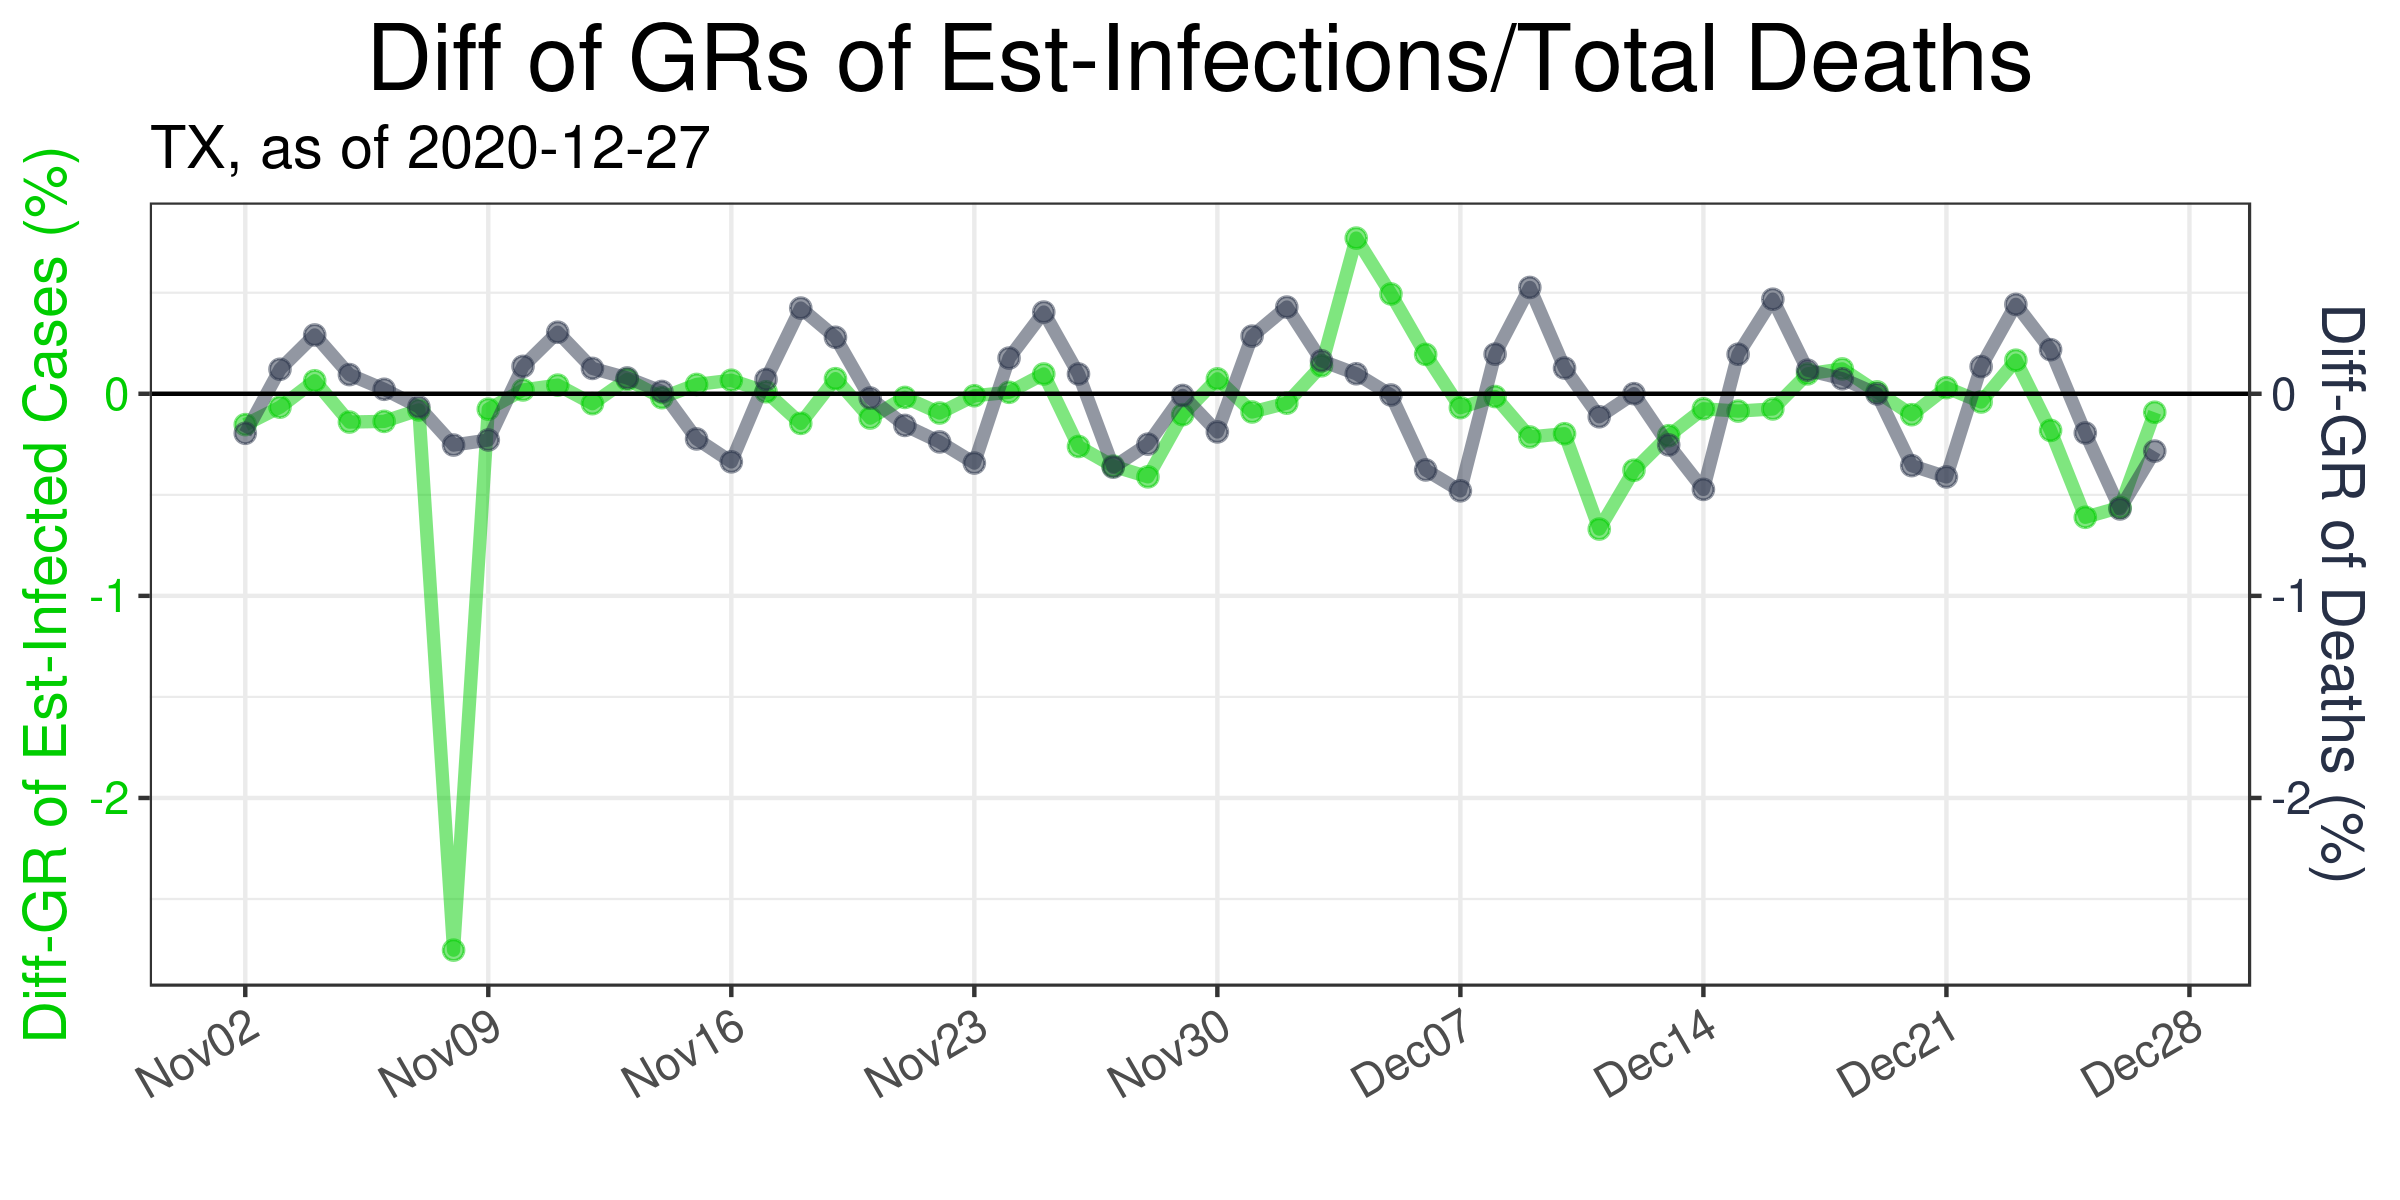 Diff of GRs of Est-Infections/Total Deaths
TX, as of 2020-12-27
Diff-GR of Est-Infected Cases (%)
0
-1
-2
0
-1
-2
Diff-GR of Deaths (%)
Nov02
Nov09
Nov16
Nov23
Nov30
Dec07
Dec14
Dec21
Dec28